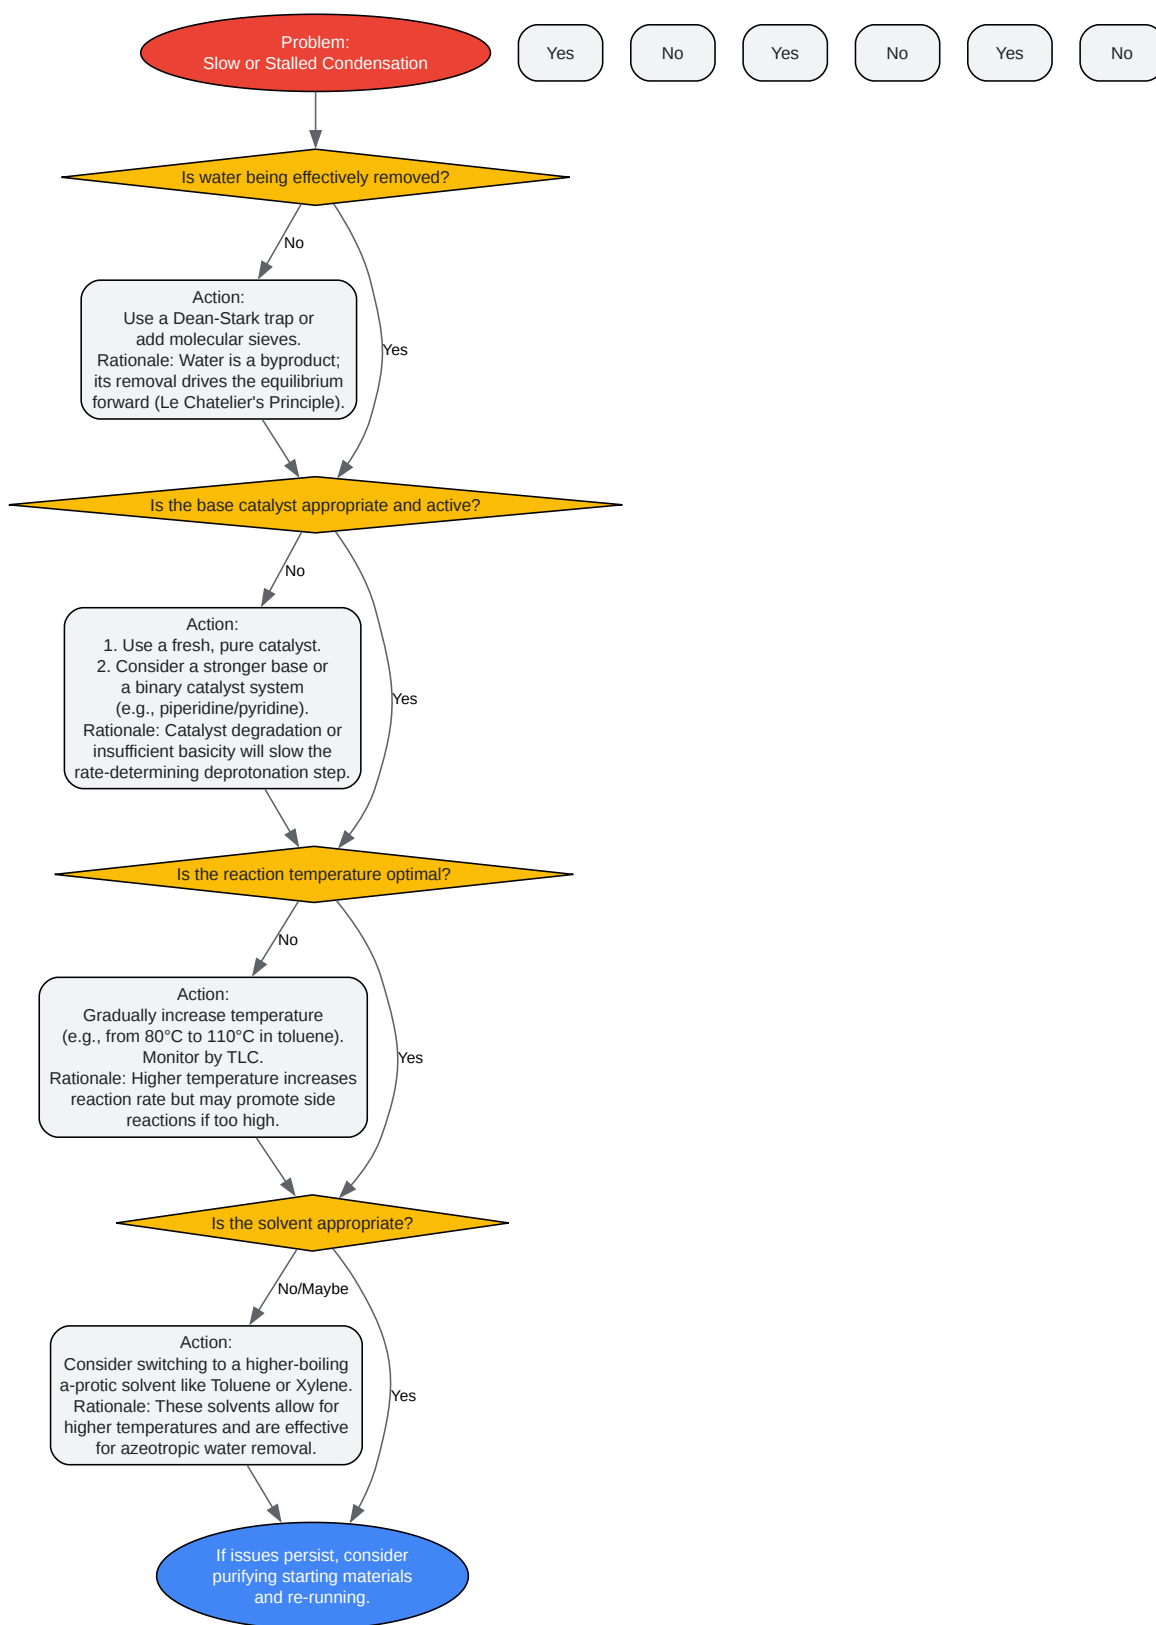 Problem:
Slow or Stalled Condensation
Yes
No
Yes
No
Yes
No
Is water being effectively removed?
No
Action:
Use a Dean-Stark trap or
add molecular sieves.
Rationale: Water is a byproduct;
its removal drives the equilibrium
forward (Le Chatelier's Principle).
Yes
Is the base catalyst appropriate and active?
No
Action:
1. Use a fresh, pure catalyst.
2. Consider a stronger base or
a binary catalyst system
(e.g., piperidine/pyridine).
Rationale: Catalyst degradation or
insufficient basicity will slow the
rate-determining deprotonation step.
Yes
Is the reaction temperature optimal?
No
Action:
Gradually increase temperature
(e.g., from 80°C to 110°C in toluene).
Monitor by TLC.
Rationale: Higher temperature increases
reaction rate but may promote side
reactions if too high.
Yes
Is the solvent appropriate?
No/Maybe
Action:
Consider switching to a higher-boiling
a-protic solvent like Toluene or Xylene.
Rationale: These solvents allow for
higher temperatures and are effective
for azeotropic water removal.
Yes
If issues persist, consider
purifying starting materials
and re-running.